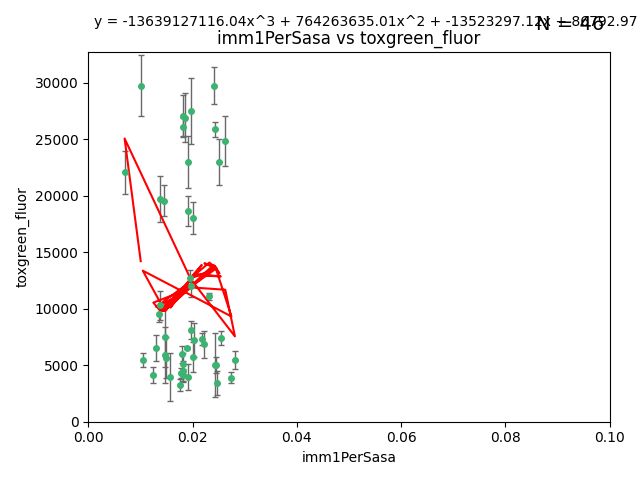 y = -13639127116.04x^3 + 764263635.01x^2 + -13523297.12x + 86792.97
N = 46
imm1PerSasa vs toxgreen_fluor
toxgreen_fluor
30000
25000
20000
15000
10000
5000
0
0.00 0.02 0.04 0.06 0.08 0.10
imm1PerSasa